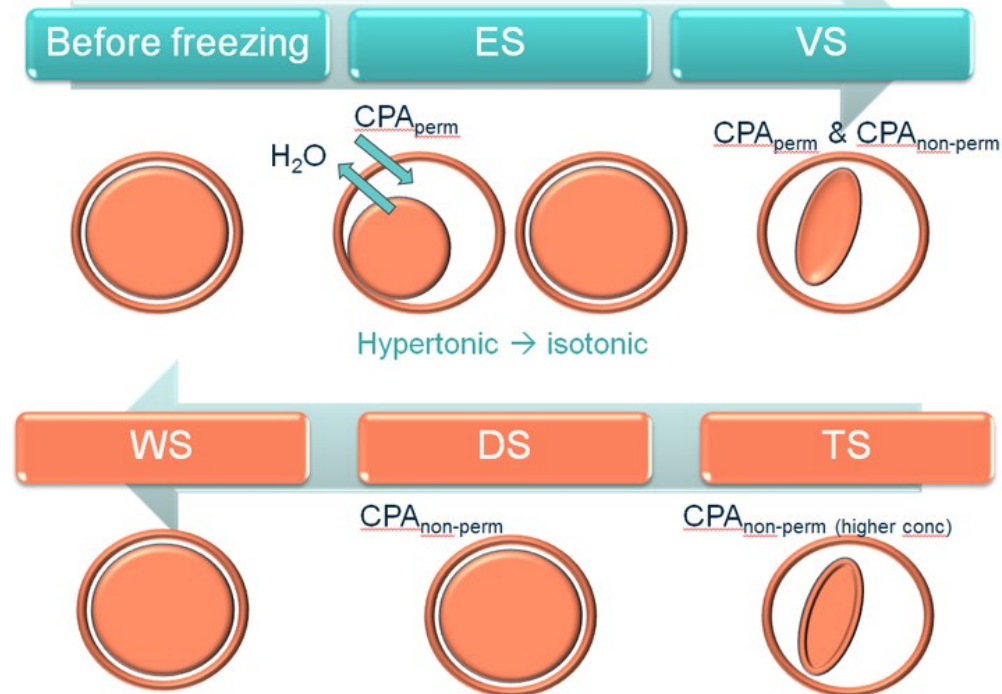 Before freezing
ES
VS
CPAperm
H2O
CPAperm & CPAnon-perm
Hypertonic → isotonic
WS
DS
TS
CPAnon-perm
CPAnon-perm (higher conc)